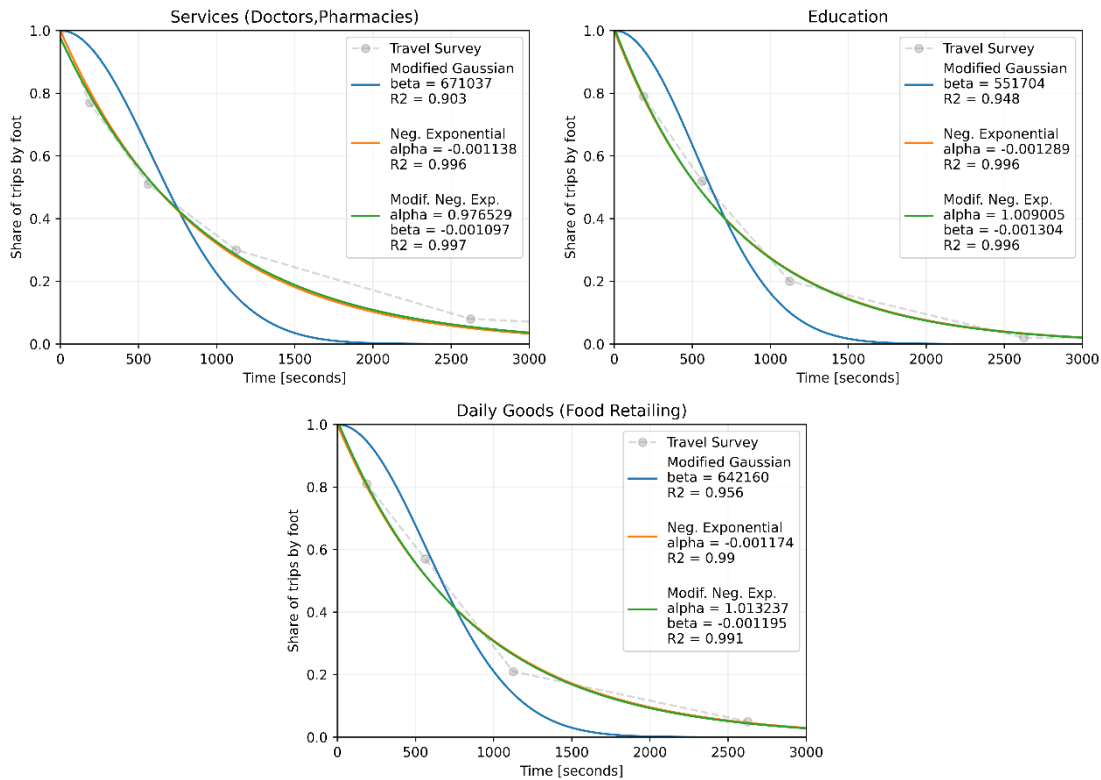 Services (Doctors,Pharmacies)
Share of trips by foot
1.0
0.8
0.6
0.4
0.2
0.0
0
500
1000
1500
2000
2500
3000
Time [seconds]
Travel Survey
Modified Gaussian
beta = 671037
R2 = 0.903
Neg. Exponential
alpha = -0.001138
R2 = 0.996
Modif. Neg. Exp.
alpha = 0.976529
beta = -0.001097
R2 = 0.997
Education
Share of trips by foot
1.0
0.8
0.6
0.4
0.2
0.0
0
500
1000
1500
2000
2500
3000
Time [seconds]
Travel Survey
Modified Gaussian
beta = 551704
R2 = 0.948
Neg. Exponential
alpha = -0.001289
R2 = 0.996
Modif. Neg. Exp.
alpha = 1.009005
beta = -0.001304
R2 = 0.996
Daily Goods (Food Retailing)
Share of trips by foot
1.0
0.8
0.6
0.4
0.2
0.0
0
500
1000
1500
2000
2500
3000
Time [seconds]
Travel Survey
Modified Gaussian
beta = 642160
R2 = 0.956
Neg. Exponential
alpha = -0.001174
R2 = 0.99
Modif. Neg. Exp.
alpha = 1.013237
beta = -0.001195
R2 = 0.991